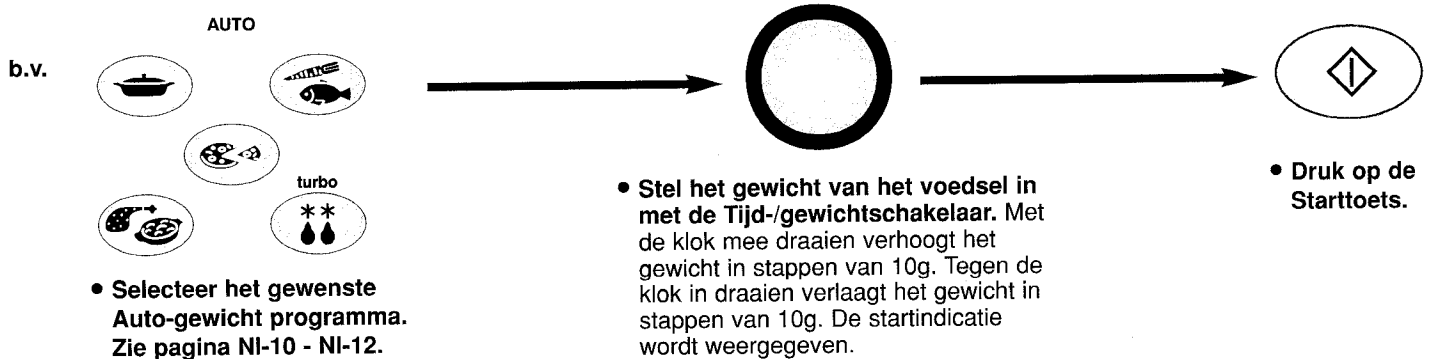 AUTO
b.v.
turbo
• Selecteer het gewenste
Auto-gewicht programma.
Zie pagina NI-10 - NI-12.
• Stel het gewicht van het voedsel in
met de Tijd-/gewichtschakelaar. Met
de klok mee draaien verhoogt het
gewicht in stappen van 10g. Tegen de
klok in draaien verlaagt het gewicht in
stappen van 10g. De startindicatie
wordt weergegeven.
• Druk op de
Starttoets.